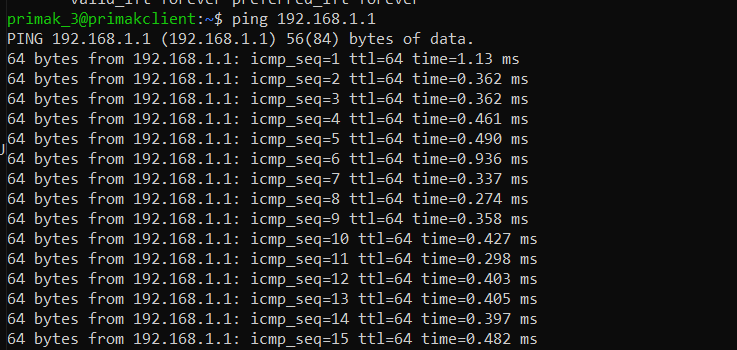 valid_lft forever preferred_lft forever
primak_3@primakclient:~$ ping 192.168.1.1
PING 192.168.1.1 (192.168.1.1) 56(84) bytes of data.
64 bytes from 192.168.1.1: icmp_seq=1 ttl=64 time=1.13 ms
64 bytes from 192.168.1.1: icmp_seq=2 ttl=64 time=0.362 ms
64 bytes from 192.168.1.1: icmp_seq=3 ttl=64 time=0.362 ms
64 bytes from 192.168.1.1: icmp_seq=4 ttl=64 time=0.461 ms
64 bytes from 192.168.1.1: icmp_seq=5 ttl=64 time=0.490 ms
64 bytes from 192.168.1.1: icmp_seq=6 ttl=64 time=0.936 ms
64 bytes from 192.168.1.1: icmp_seq=7 ttl=64 time=0.337 ms
64 bytes from 192.168.1.1: icmp_seq=8 ttl=64 time=0.274 ms
64 bytes from 192.168.1.1: icmp_seq=9 ttl=64 time=0.358 ms
64 bytes from 192.168.1.1: icmp_seq=10 ttl=64 time=0.427 ms
64 bytes from 192.168.1.1: icmp_seq=11 ttl=64 time=0.298 ms
64 bytes from 192.168.1.1: icmp_seq=12 ttl=64 time=0.403 ms
64 bytes from 192.168.1.1: icmp_seq=13 ttl=64 time=0.405 ms
64 bytes from 192.168.1.1: icmp_seq=14 ttl=64 time=0.397 ms
64 bytes from 192.168.1.1: icmp_seq=15 ttl=64 time=0.482 ms